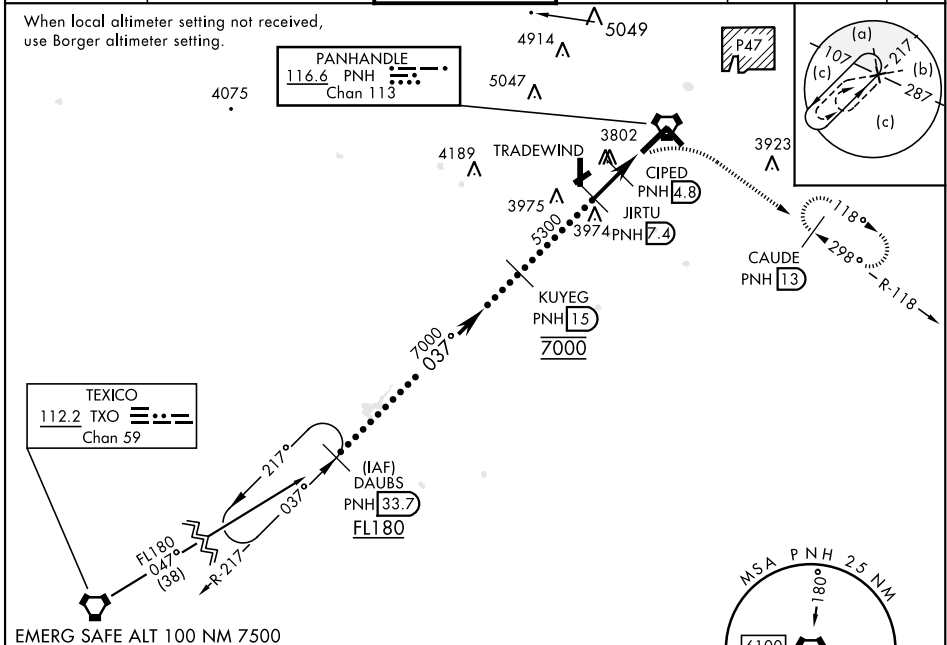 When local altimeter setting not received,
use Borger altimeter setting.
5049
4914
P47
PANHANDLE
116.6 PNH
Chan 113
5047
4075
(a)
107
217
(c)
(b)
287
(c)
3802
4189
TRADEWIND
3923
CIPED
PNH 4.8
3975
JIRTU
3974
PNH 7.4
5300
118°
298°
R-118
CAUDE
PNH 13
KUYEG
PNH 15
7000
7000
037°
TEXICO
112.2 TXO
Chan 59
217°
037°
(IAF)
DAUBS
PNH 33.7
FL180
FL180
047°
(38)
R-217
MSA PNH 25 NM
180°
6100
EMERG SAFE ALT 100 NM 7500